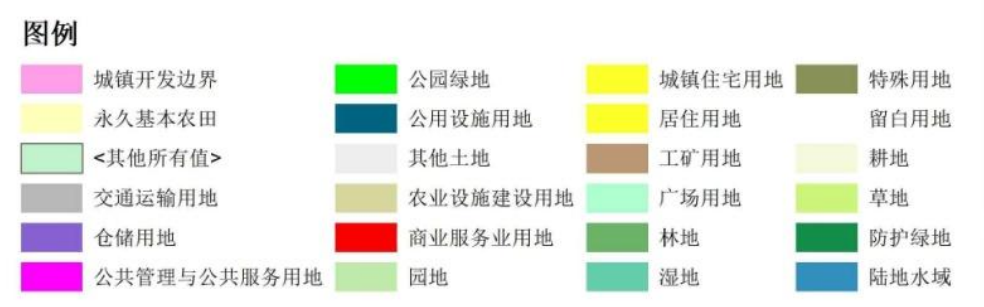 图例
城镇开发边界 公园绿地 城镇住宅用地 特殊用地
永久基本农田 公用设施用地 居住用地 留白用地
<其他所有值> 其他土地 工矿用地 耕地
交通运输用地 农业设施建设用地 广场用地 草地
仓储用地 商业服务业用地 林地 防护绿地
公共管理与公共服务用地 园地 湿地 陆地水域